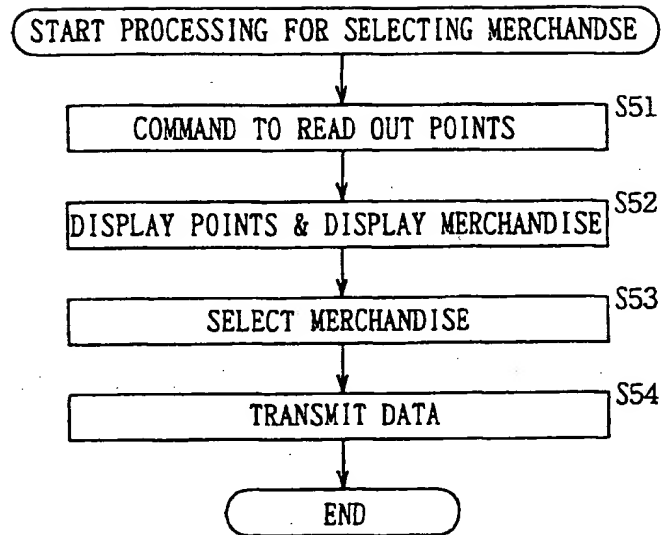 START PROCESSING FOR SELECTING MERCHANDSE
S51
COMMAND TO READ OUT POINTS
S52
DISPLAY POINTS & DISPLAY MERCHANDISE
S53
SELECT MERCHANDISE
S54
TRANSMIT DATA
END